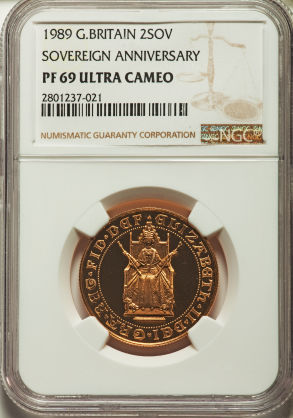 1989 G.BRITAIN 2SOV
SOVEREIGN ANNIVERSARY
PF 69 ULTRA CAMEO
2801237-021
NUMISMATIC GUARANTY CORPORATION
NGC
ELIZABETH·II·DEI·GRA·REG·FID·DEF